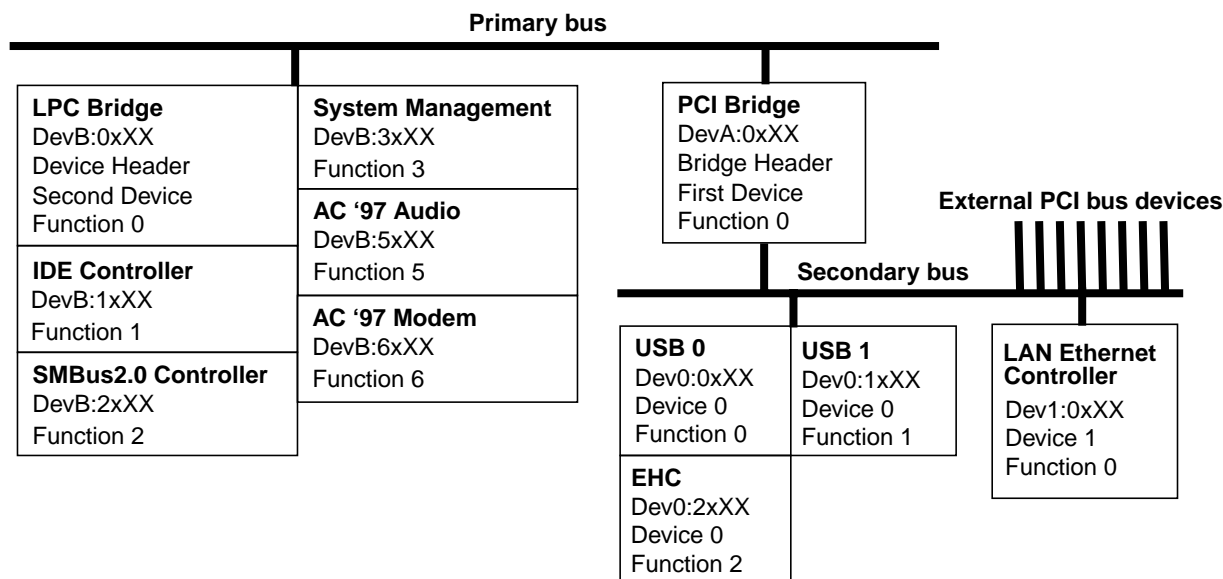 Primary bus
LPC Bridge
DevB:0xXX
Device Header
Second Device
Function 0
IDE Controller
DevB:1xXX
Function 1
SMBus2.0 Controller
DevB:2xXX
Function 2
System Management
DevB:3xXX
Function 3
AC ‘97 Audio
DevB:5xXX
Function 5
AC ‘97 Modem
DevB:6xXX
Function 6
PCI Bridge
DevA:0xXX
Bridge Header
First Device
Function 0
External PCI bus devices
Secondary bus
USB 0
Dev0:0xXX
Device 0
Function 0
USB 1
Dev0:1xXX
Device 0
Function 1
EHC
Dev0:2xXX
Device 0
Function 2
LAN Ethernet
Controller
Dev1:0xXX
Device 1
Function 0